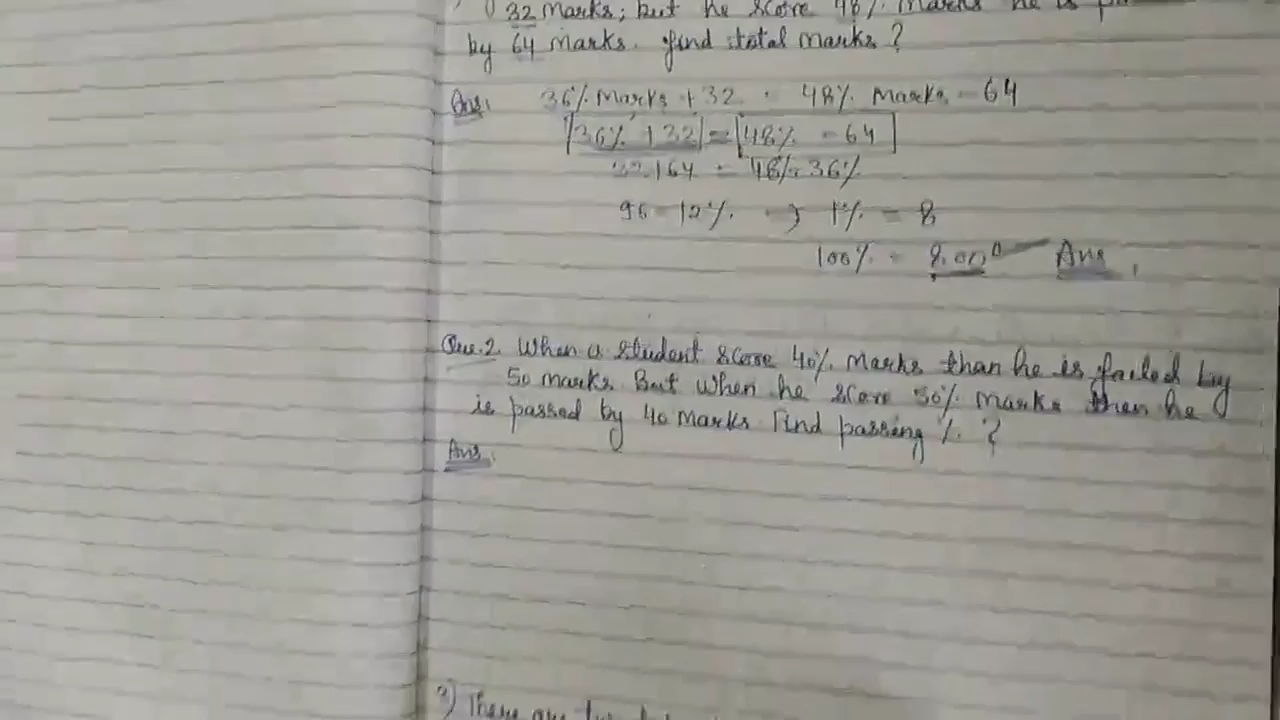 32 marks; but he score 48% marks he is
by 64 marks. find total marks ?
Ans. 36% marks + 32 = 48% marks - 64
36% + 32 = 48% - 64
32+64 = 48%-36%
96 = 12% → 1% = 8
100% = 800 Ans.
Que.2. When a student score 40% marks than he is failed by
50 marks But when he score 50% marks then he
is passed by 40 marks find passing % ?
Ans.
3) There are